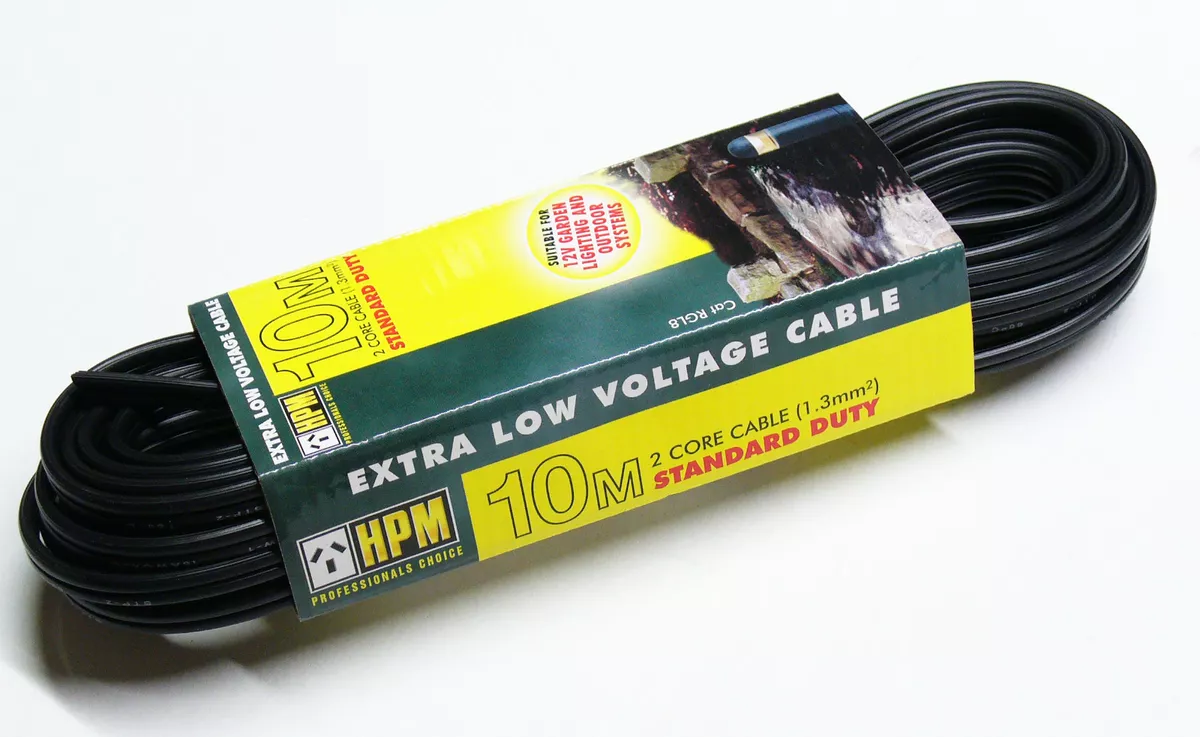 SUITABLE FOR
12V GARDEN
LIGHTING AND
OUTDOOR
SYSTEMS
10M
2 CORE CABLE (1.3mm²)
STANDARD DUTY
EXTRA LOW VOLTAGE CABLE
HPM
PROFESSIONALS CHOICE
Cat RGL8
EXTRA LOW VOLTAGE CABLE
10M
2 CORE CABLE (1.3mm²)
STANDARD DUTY
HPM
PROFESSIONALS CHOICE